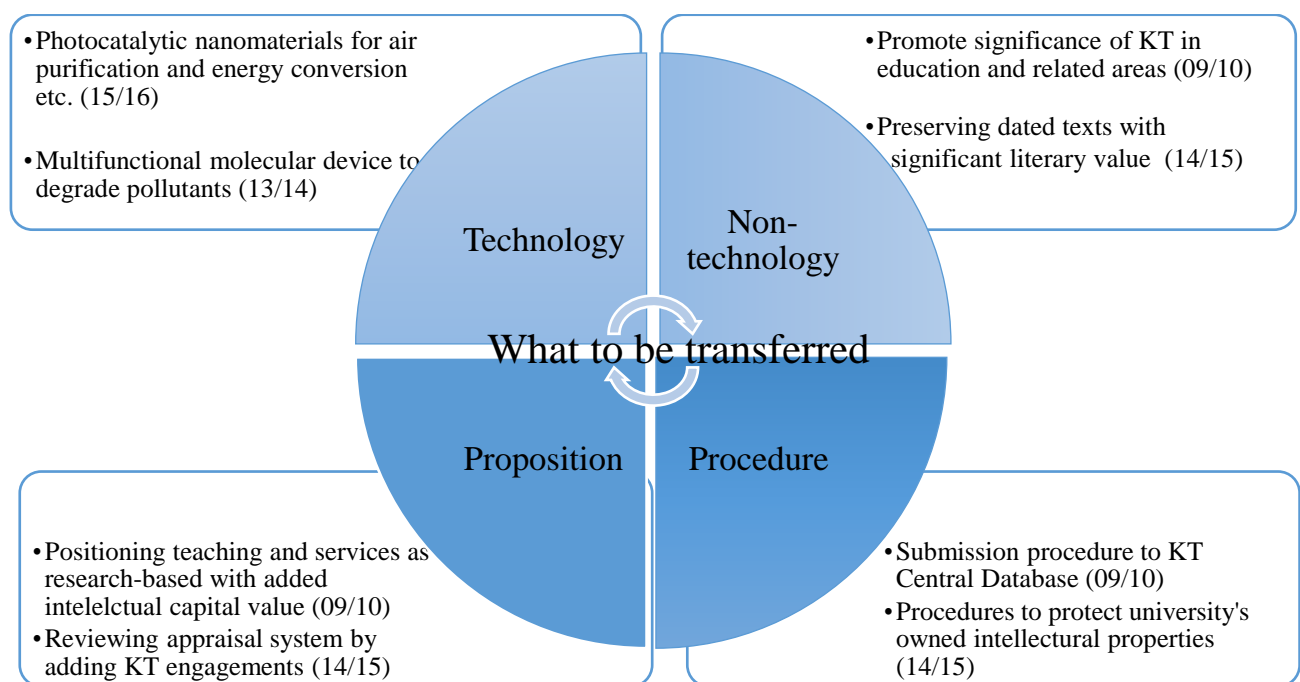 •Photocatalytic nanomaterials for air
purification and energy conversion
etc. (15/16)
•Multifunctional molecular device to
degrade pollutants (13/14)
•Promote significance of KT in
education and related areas (09/10)
•Preserving dated texts with
significant literary value (14/15)
Technology
Non-
technology
What to be transferred
Proposition
Procedure
•Positioning teaching and services as
research-based with added
intelelctual capital value (09/10)
•Reviewing appraisal system by
adding KT engagements (14/15)
•Submission procedure to KT
Central Database (09/10)
•Procedures to protect university's
owned intellectural properties
(14/15)